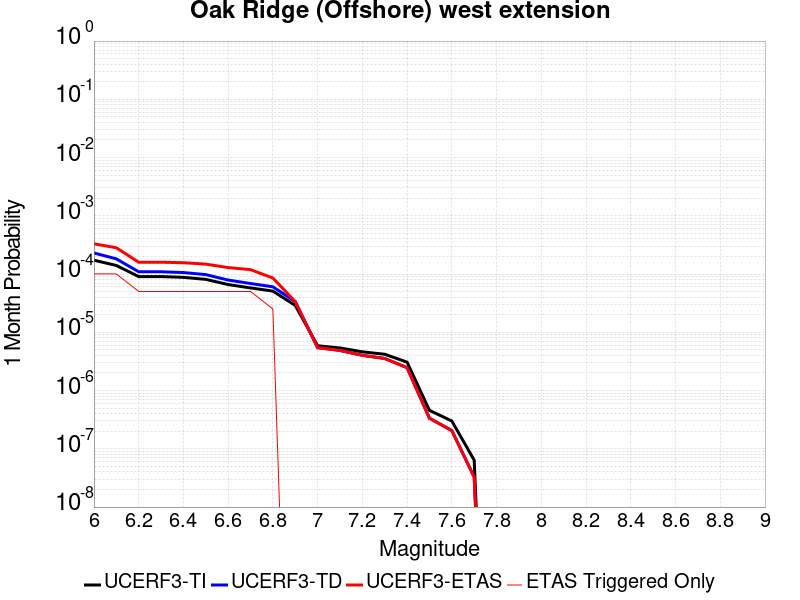 Oak Ridge (Offshore) west extension
10^0
10^-1
10^-2
10^-3
10^-4
10^-5
10^-6
10^-7
10^-8
1 Month Probability
6 6.2 6.4 6.6 6.8 7 7.2 7.4 7.6 7.8 8 8.2 8.4 8.6 8.8 9
Magnitude
UCERF3-TI UCERF3-TD UCERF3-ETAS ETAS Triggered Only